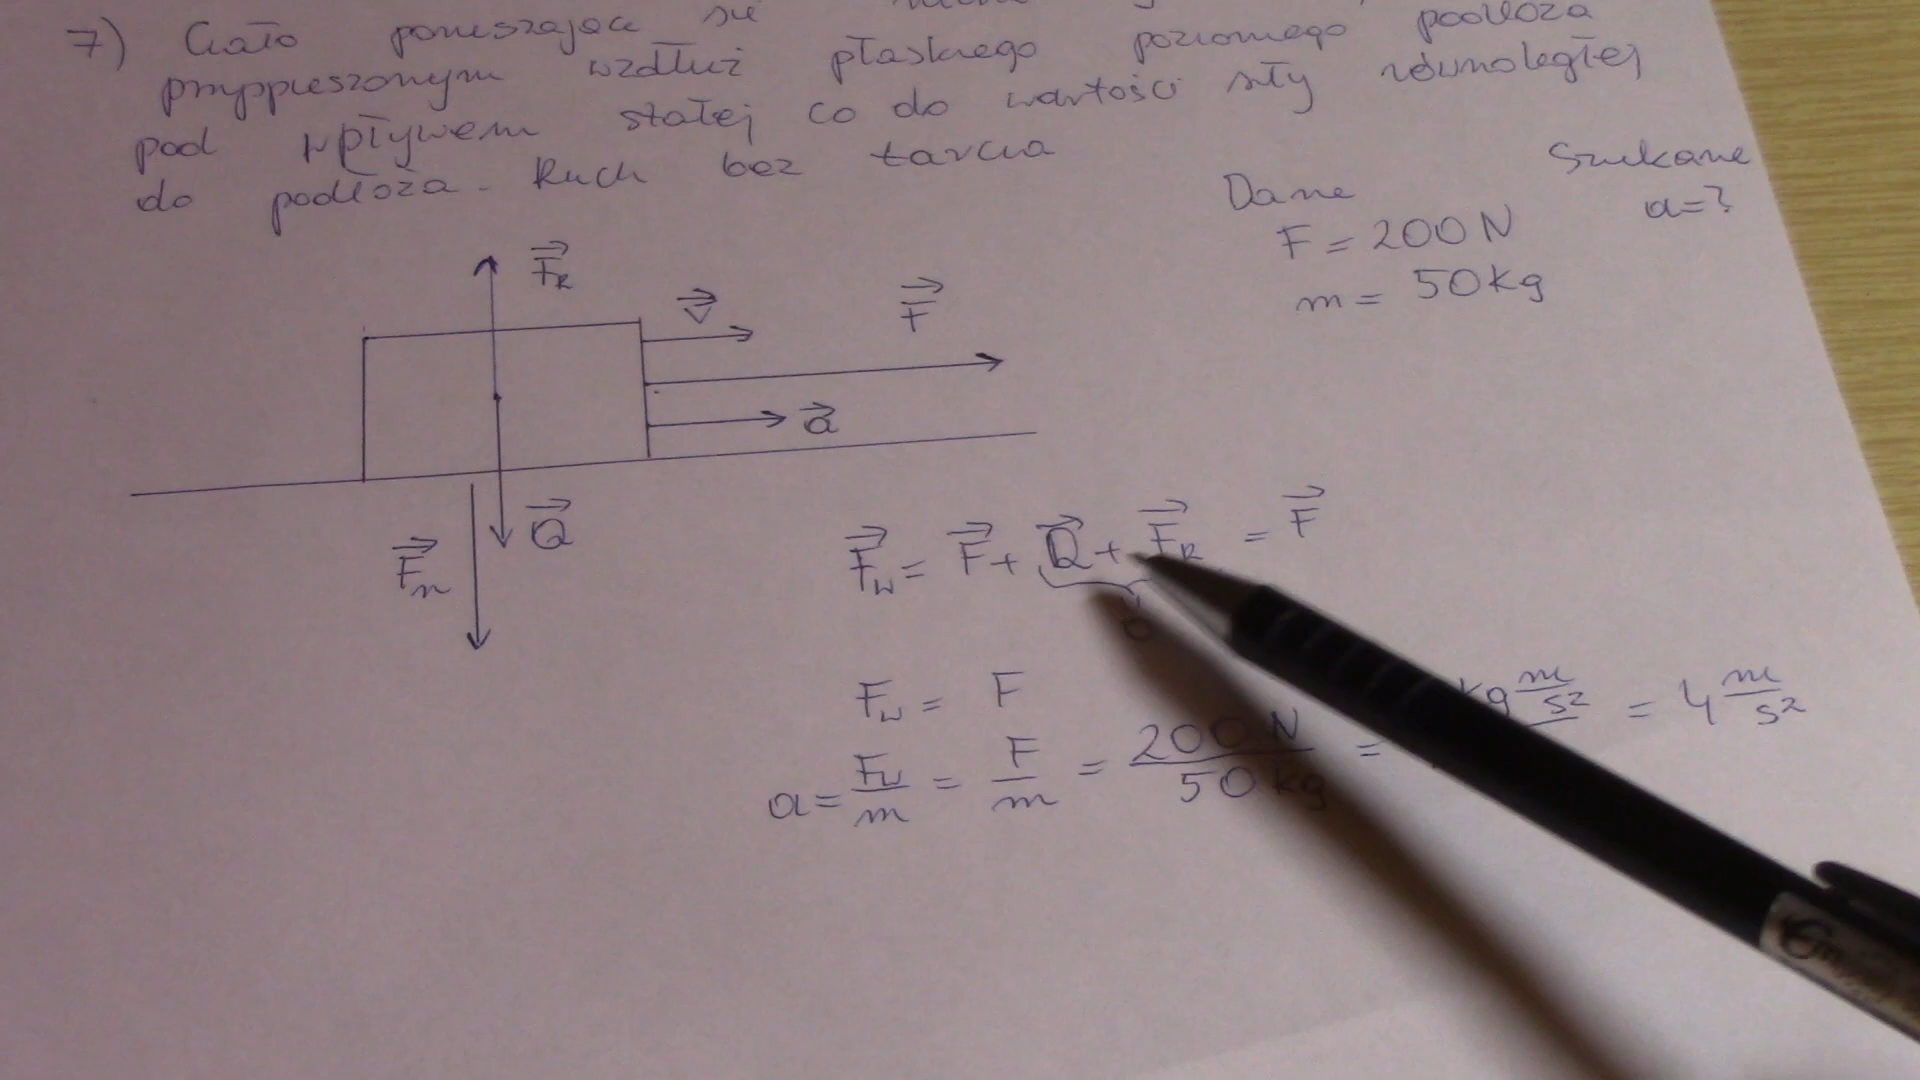 7) Ciało poruszające się
przyspieszonym wzdłuż płaskiego poziomego podłoża
pod wpływem stałej co do wartości siły równoległej
do podłoża. Ruch bez tarcia
Dane Szukane
F = 200 N a=?
m = 50 kg
F_R
v F
a
Q
F_n
F_w = F + Q + F_R = F
0
F_w = F
a = F_w/m = F/m = 200 N/50 kg = kg m/s² = 4 m/s²